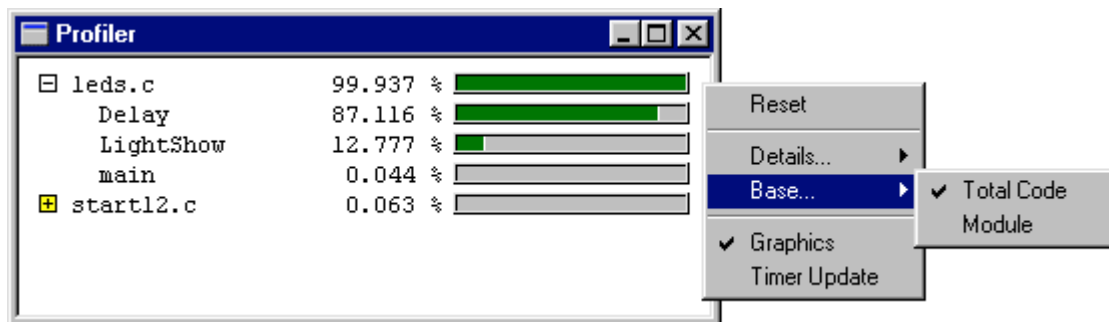 Profiler
leds.c 99.937 %
Delay 87.116 %
LightShow 12.777 %
main 0.044 %
start12.c 0.063 %
Reset
Details...
Base...
Graphics
Timer Update
Total Code
Module